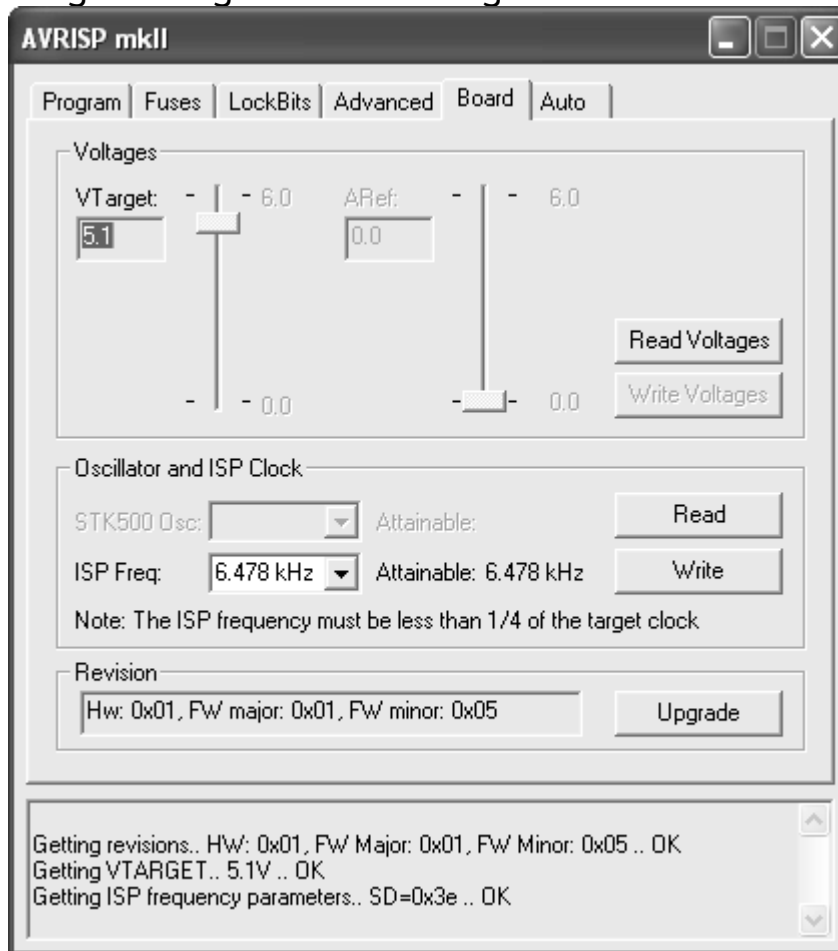 AVRISP mkII
Program Fuses LockBits Advanced Board Auto
Voltages
VTarget: 6.0 ARef: 6.0
5.1 0.0
Read Voltages
0.0 0.0 Write Voltages
Oscillator and ISP Clock
STK500 Osc: Attainable: Read
ISP Freq: 6.478 kHz Attainable: 6.478 kHz Write
Note: The ISP frequency must be less than 1/4 of the target clock
Revision
Hw: 0x01, FW major: 0x01, FW minor: 0x05 Upgrade
Getting revisions.. HW: 0x01, FW Major: 0x01, FW Minor: 0x05 .. OK
Getting VTARGET.. 5.1V .. OK
Getting ISP frequency parameters.. SD=0x3e .. OK